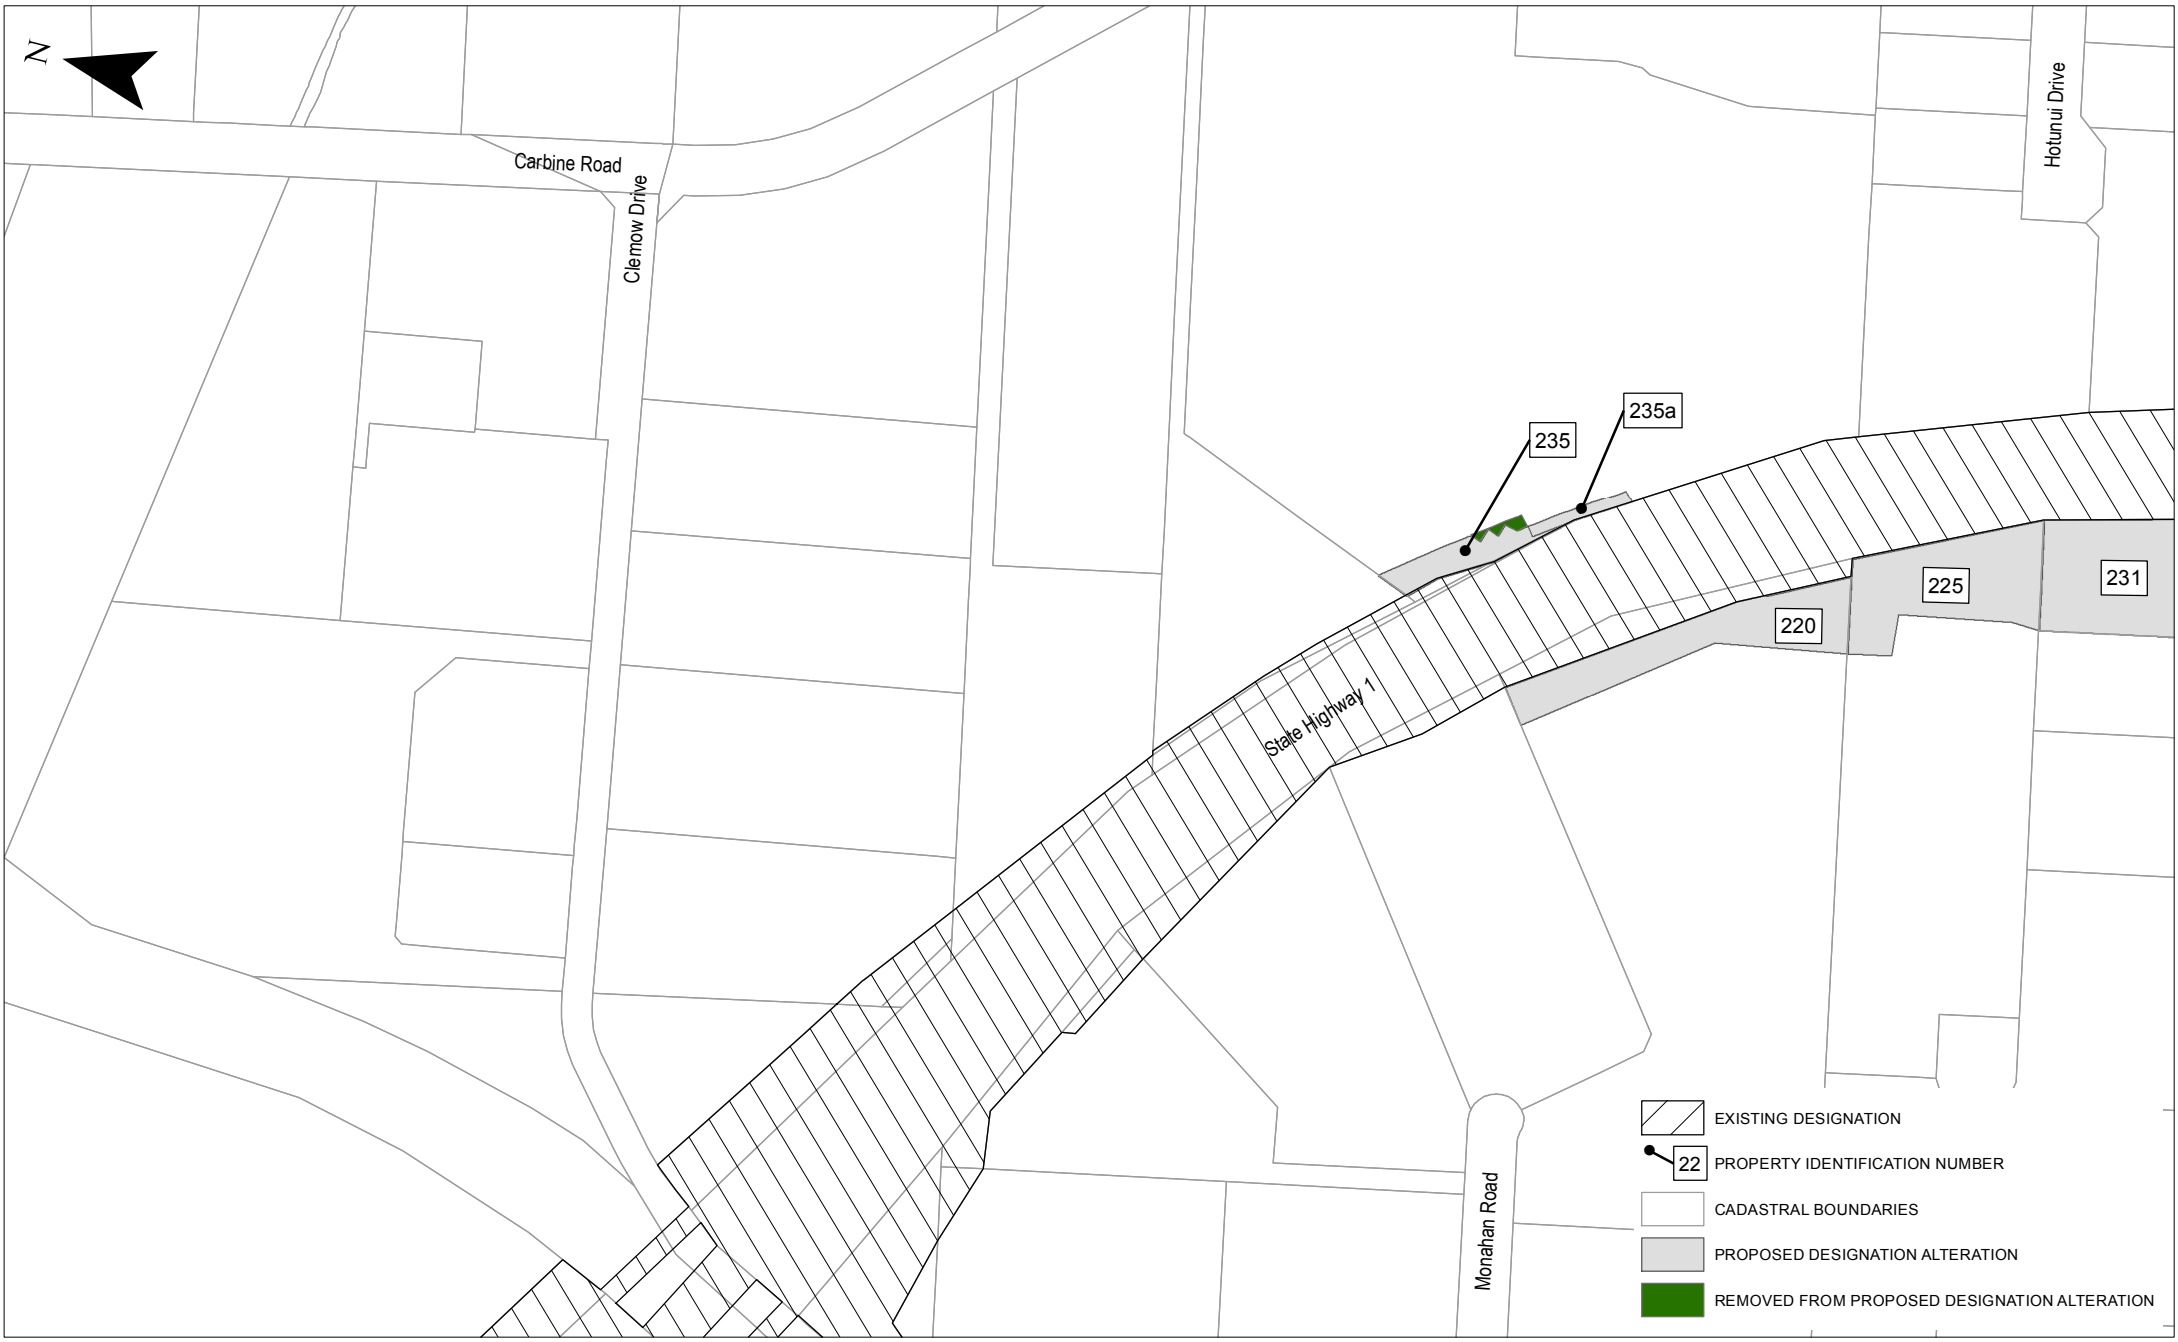 N
Carbine Road
Clemow Drive
Hotunui Drive
235a
235
231
225
220
State Highway 1
Monahan Road
EXISTING DESIGNATION
22 PROPERTY IDENTIFICATION NUMBER
CADASTRAL BOUNDARIES
PROPOSED DESIGNATION ALTERATION
REMOVED FROM PROPOSED DESIGNATION ALTERATION